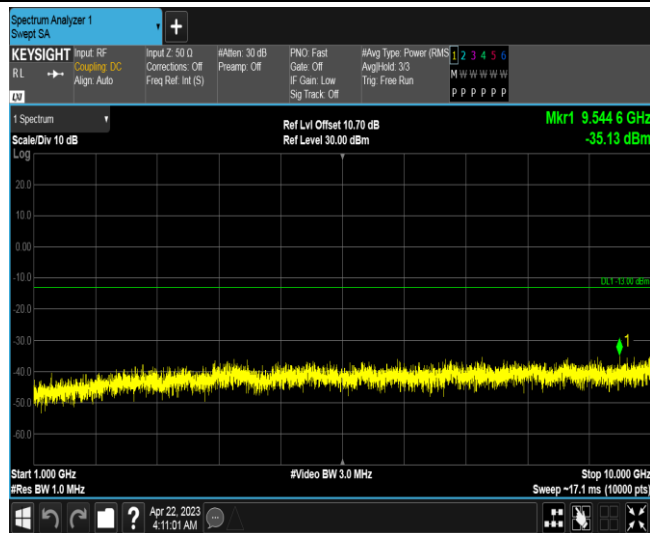 Spectrum Analyzer 1
Swept SA
KEYSIGHT
RL
LXI
Input: RF
Coupling: DC
Align: Auto
Input Z: 50 Ω
Corrections: Off
Freq Ref: Int (S)
#Atten: 30 dB
Preamp: Off
PNO: Fast
Gate: Off
IF Gain: Low
Sig Track: Off
#Avg Type: Power (RMS
Avg|Hold: 3/3
Trig: Free Run
1 2 3 4 5 6
M W W W W W
P P P P P P
1 Spectrum
Scale/Div 10 dB
Ref Lvl Offset 10.70 dB
Ref Level 30.00 dBm
Mkr1 9.544 6 GHz
-35.13 dBm
Log
20.0
10.0
0.00
-10.0
DL1 -13.00 dBm
-20.0
-30.0
1
-40.0
-50.0
-60.0
Start 1.000 GHz
#Video BW 3.0 MHz
Stop 10.000 GHz
#Res BW 1.0 MHz
Sweep ~17.1 ms (10000 pts)
Apr 22, 2023
4:11:01 AM